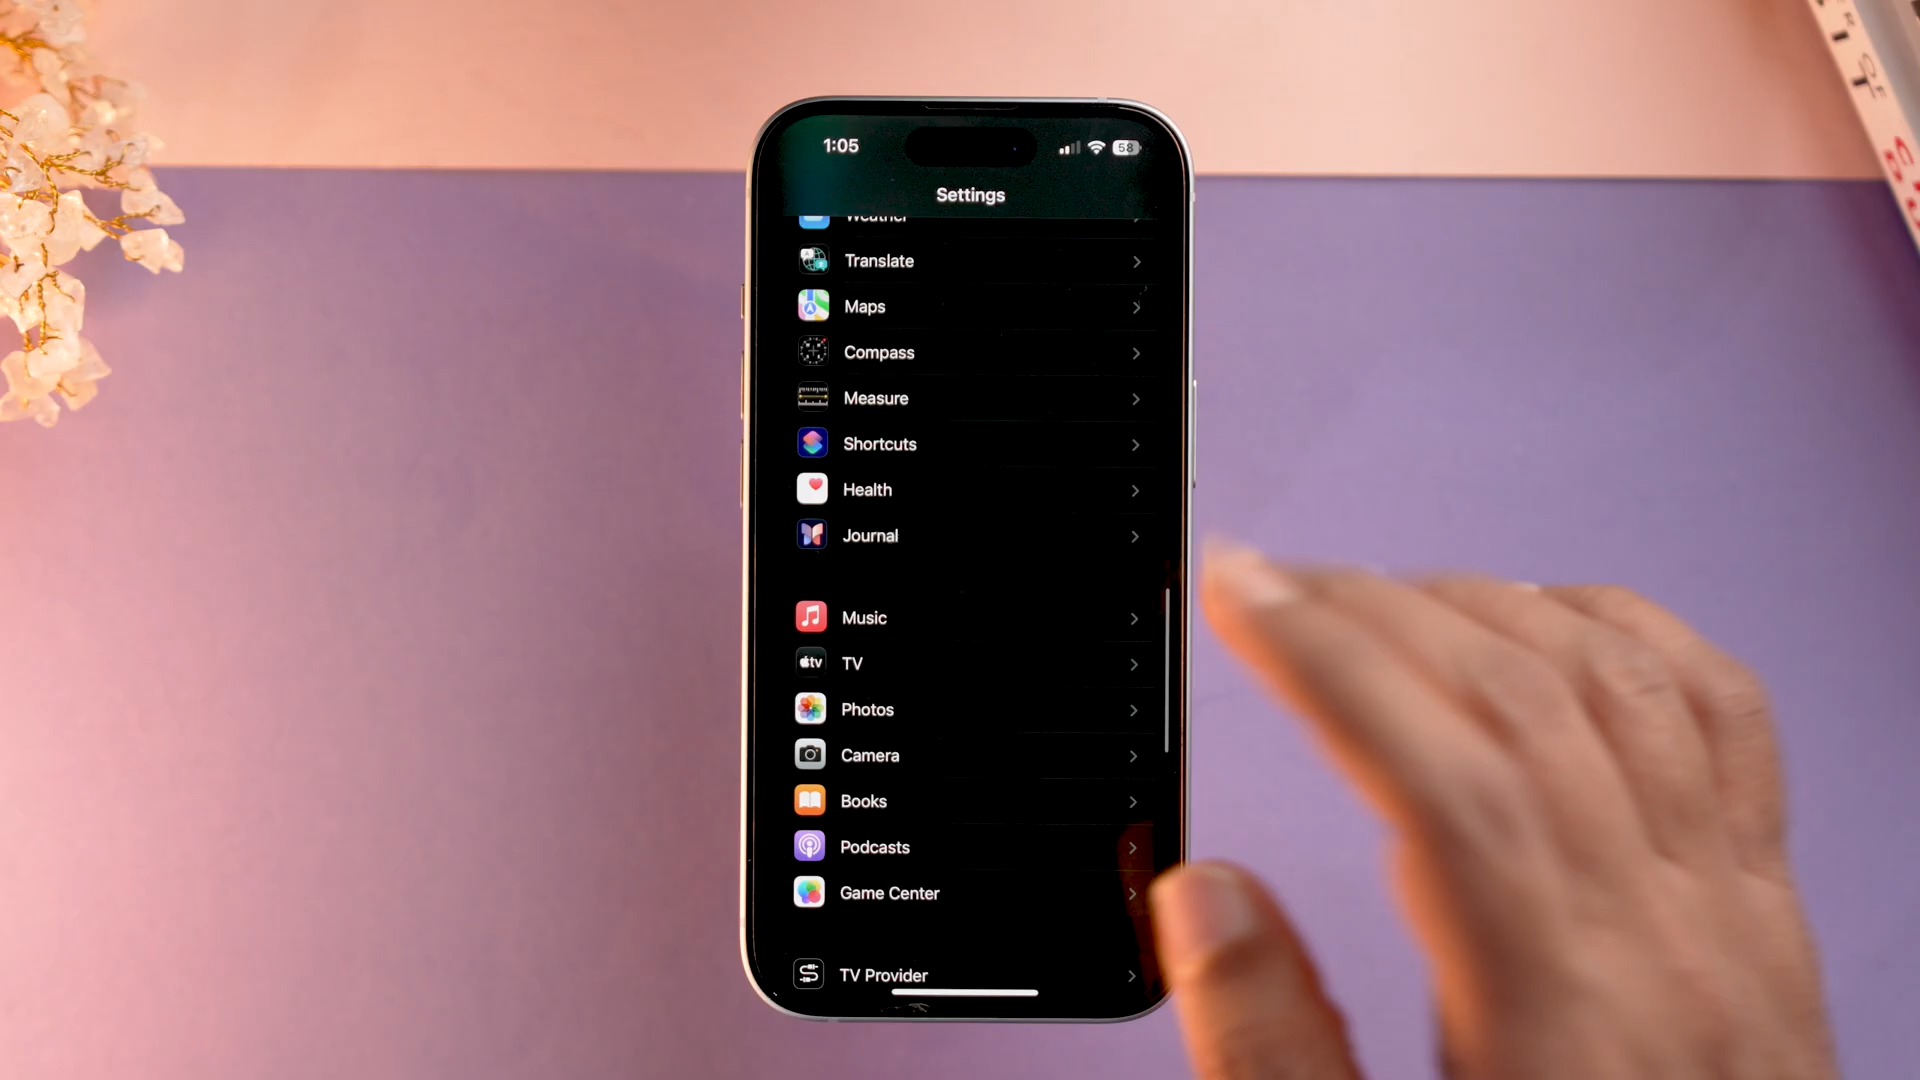 1:05
58
Settings
Weather
Translate
Maps
Compass
Measure
Shortcuts
Health
Journal
Music
tv
TV
Photos
Camera
Books
Podcasts
Game Center
TV Provider